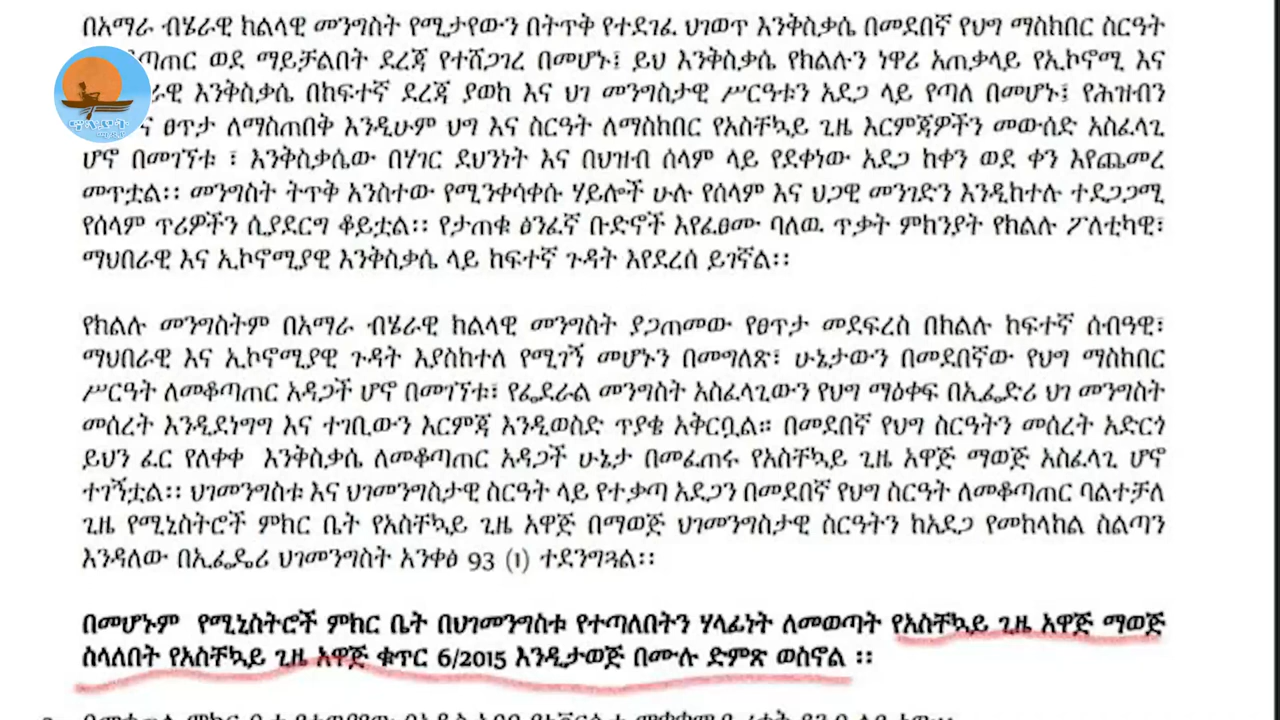 በአማራ ብሄራዊ ክልላዊ መንግስት የሚታየውን በትጥቅ የተደገፈ ህገወጥ እንቅስቃሴ በመደበኛ የህግ ማስከበር ስርዓት
ወደ ማይቻልበት ደረጃ የተሸጋገረ በመሆኑ፤ ይህ እንቅስቃሴ የክልሉን ነዋሪ አጠቃላይ የኢኮኖሚ እና
እንቅስቃሴ በከፍተኛ ደረጃ ያወከ እና ህገ መንግስታዊ ሥርዓቱን አደጋ ላይ የጣለ በመሆኑ፤ የሕዝብን
ፀጥታ ለማስጠበቅ እንዲሁም ህግ እና ስርዓት ለማስከበር የአስቸኳይ ጊዜ እርምጃዎችን መውሰድ አስፈላጊ
ሆኖ በመገኘቱ ፣ እንቅስቃሴው በሃገር ደህንነት እና በህዝብ ሰላም ላይ የደቀነው አደጋ ከቀን ወደ ቀን እየጨመረ
መጥቷል፡፡ መንግስት ትጥቅ አንስተው የሚንቀሳቀሱ ሃይሎች ሁሉ የሰላም እና ህጋዊ መንገድን እንዲከተሉ ተደጋጋሚ
የሰላም ጥሪዎችን ሲያደርግ ቆይቷል፡፡ የታጠቁ ፅንፈኛ ቡድኖች እየፈፀሙ ባለዉ ጥቃት ምክንያት የክልሉ ፖለቲካዊ፣
ማህበራዊ እና ኢኮኖሚያዊ እንቅስቃሴ ላይ ከፍተኛ ጉዳት እየደረሰ ይገኛል፡፡
የክልሉ መንግስትም በአማራ ብሄራዊ ክልላዊ መንግስት ያጋጠመው የፀጥታ መደፍረስ በክልሉ ከፍተኛ ሰብዓዊ፣
ማህበራዊ እና ኢኮኖሚያዊ ጉዳት እያስከተለ የሚገኝ መሆኑን በመግለጽ፣ ሁኔታውን በመደበኛው የህግ ማስከበር
ሥርዓት ለመቆጣጠር አዳጋች ሆኖ በመገኘቱ፣ የፌደራል መንግስት አስፈላጊውን የህግ ማዕቀፍ በኢፌድሪ ህገ መንግስት
መሰረት እንዲደነግግ እና ተገቢውን እርምጃ እንዲወስድ ጥያቄ አቅርቧል። በመደበኛ የህግ ስርዓትን መሰረት አድርጎ
ይህን ፈር የለቀቀ እንቅስቃሴ ለመቆጣጠር አዳጋች ሁኔታ በመፈጠሩ የአስቸኳይ ጊዜ አዋጅ ማወጅ አስፈላጊ ሆኖ
ተገኝቷል፡፡ ህገመንግስቱ እና ህገመንግስታዊ ስርዓት ላይ የተቃጣ አደጋን በመደበኛ የህግ ስርዓት ለመቆጣጠር ባልተቻለ
ጊዜ የሚኒስትሮች ምክር ቤት የአስቸኳይ ጊዜ አዋጅ በማወጅ ህገመንግስታዊ ስርዓትን ከአደጋ የመከላከል ስልጣን
እንዳለው በኢፌዴሪ ህገመንግስት አንቀፅ 93 (1) ተደንግጓል፡፡
በመሆኑም የሚኒስትሮች ምክር ቤት በህገመንግስቱ የተጣለበትን ሃላፊነት ለመወጣት የአስቸኳይ ጊዜ አዋጅ ማወጅ
ስላለበት የአስቸኳይ ጊዜ አዋጅ ቁጥር 6/2015 እንዲታወጅ በሙሉ ድምጽ ወስኖል ፡፡